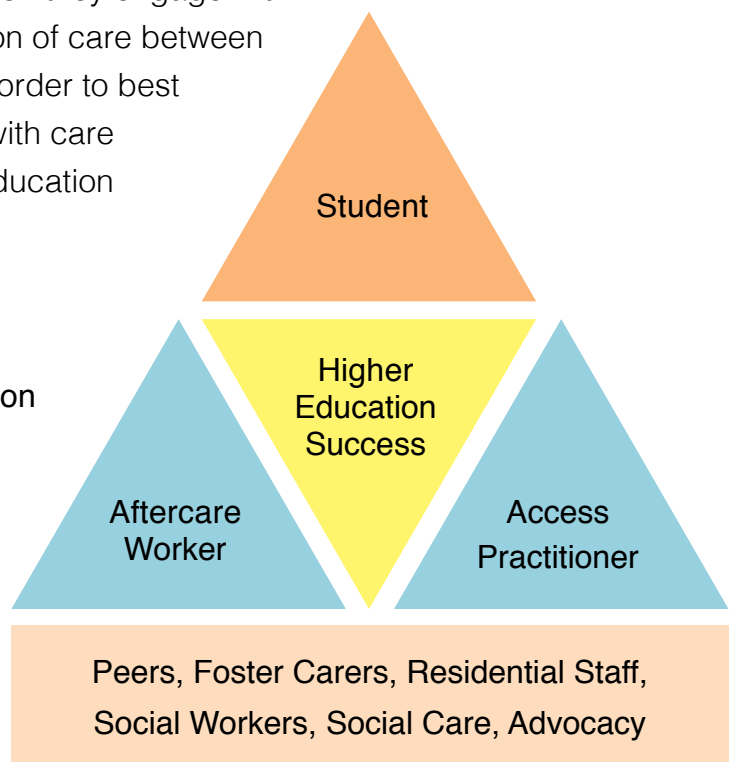 on of care between
order to best
with care
ducation
Student
Higher
Education
Success
on
Aftercare
Worker
Access
Practitioner
Peers, Foster Carers, Residential Staff,
Social Workers, Social Care, Advocacy